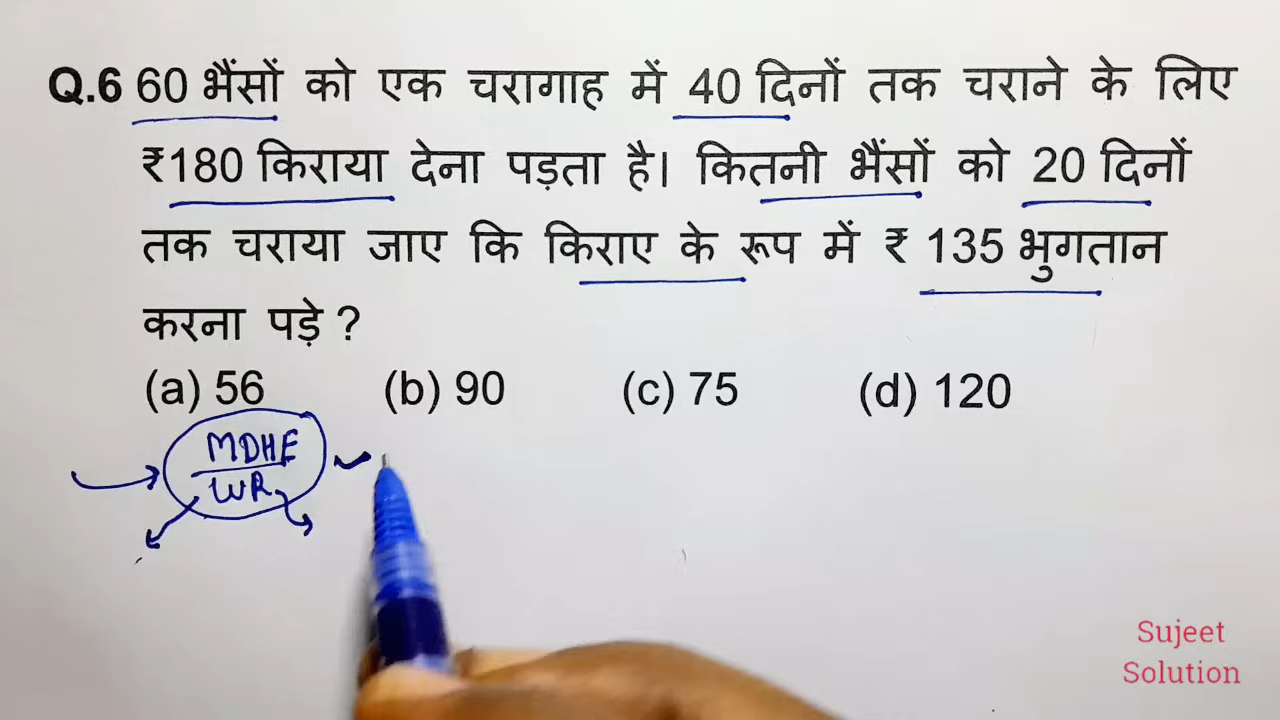 Q.6 60 भैंसों को एक चरागाह में 40 दिनों तक चराने के लिए
₹180 किराया देना पड़ता है। कितनी भैंसों को 20 दिनों
तक चराया जाए कि किराए के रूप में ₹ 135 भुगतान
करना पड़े ?
(a) 56 (b) 90 (c) 75 (d) 120
MDHE
WR
Sujeet
Solution